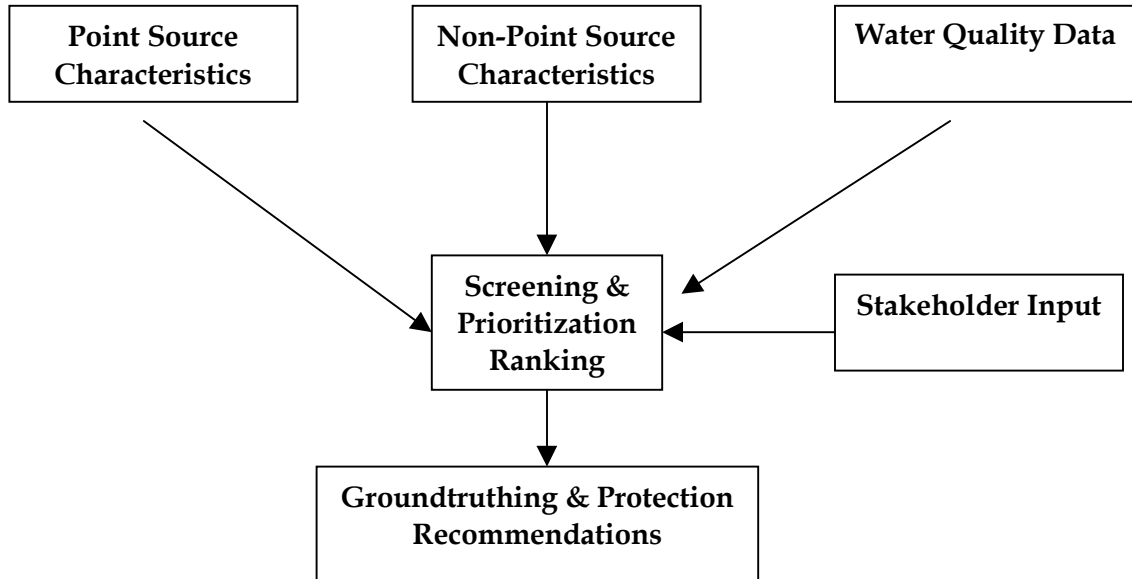 Point Source
Characteristics
Non-Point Source
Characteristics
Water Quality Data
Screening &
Prioritization
Ranking
Stakeholder Input
Groundtruthing & Protection
Recommendations